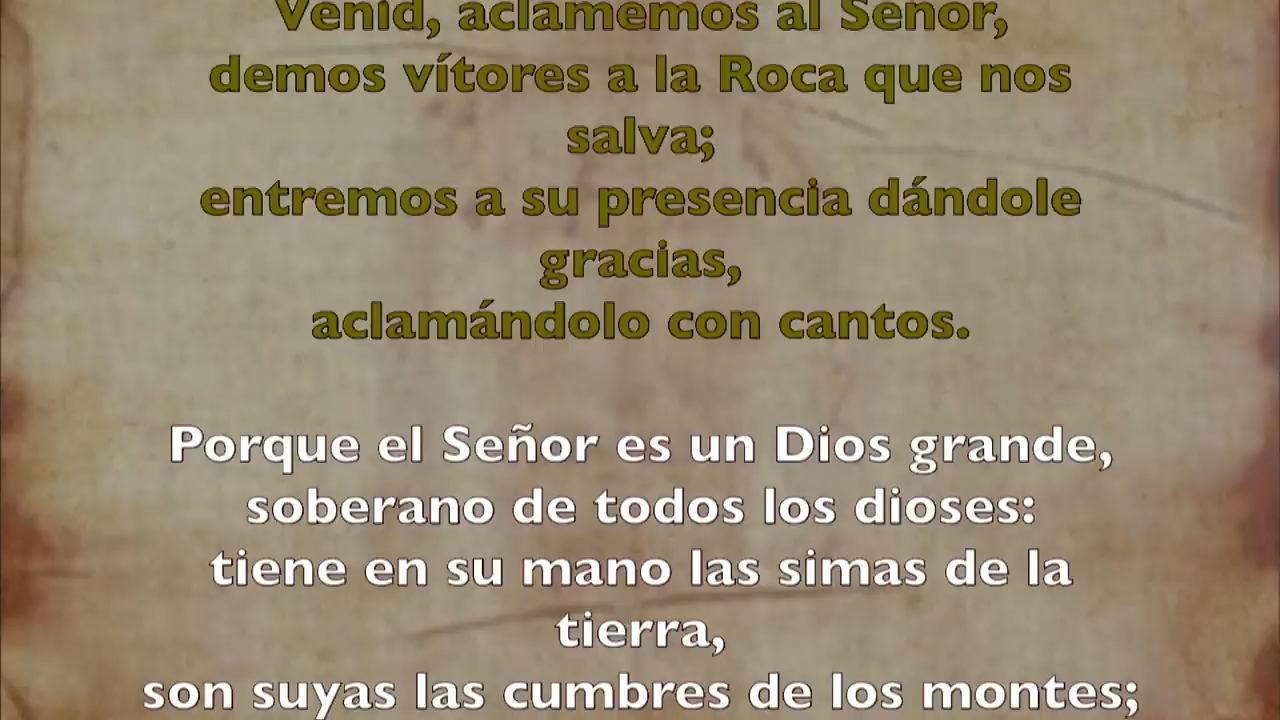 Venid, aclamemos al Señor,
demos vítores a la Roca que nos
salva;
entremos a su presencia dándole
gracias,
aclamándolo con cantos.
Porque el Señor es un Dios grande,
soberano de todos los dioses:
tiene en su mano las simas de la
tierra,
son suyas las cumbres de los montes;